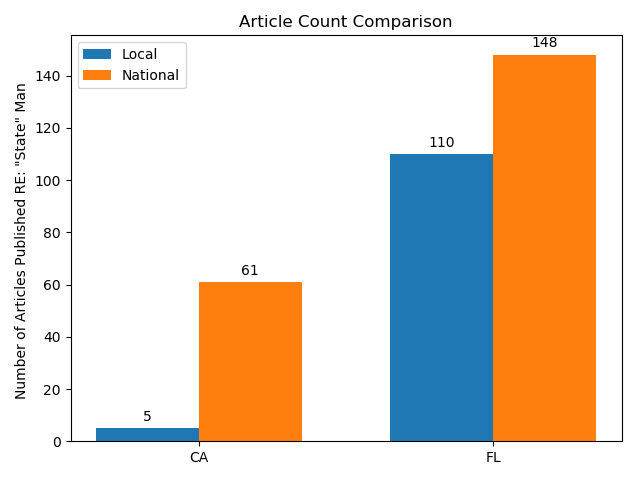 Article Count Comparison
Number of Articles Published RE: "State" Man
Local
National
140
120
100
80
60
40
20
0
5
61
110
148
CA
FL